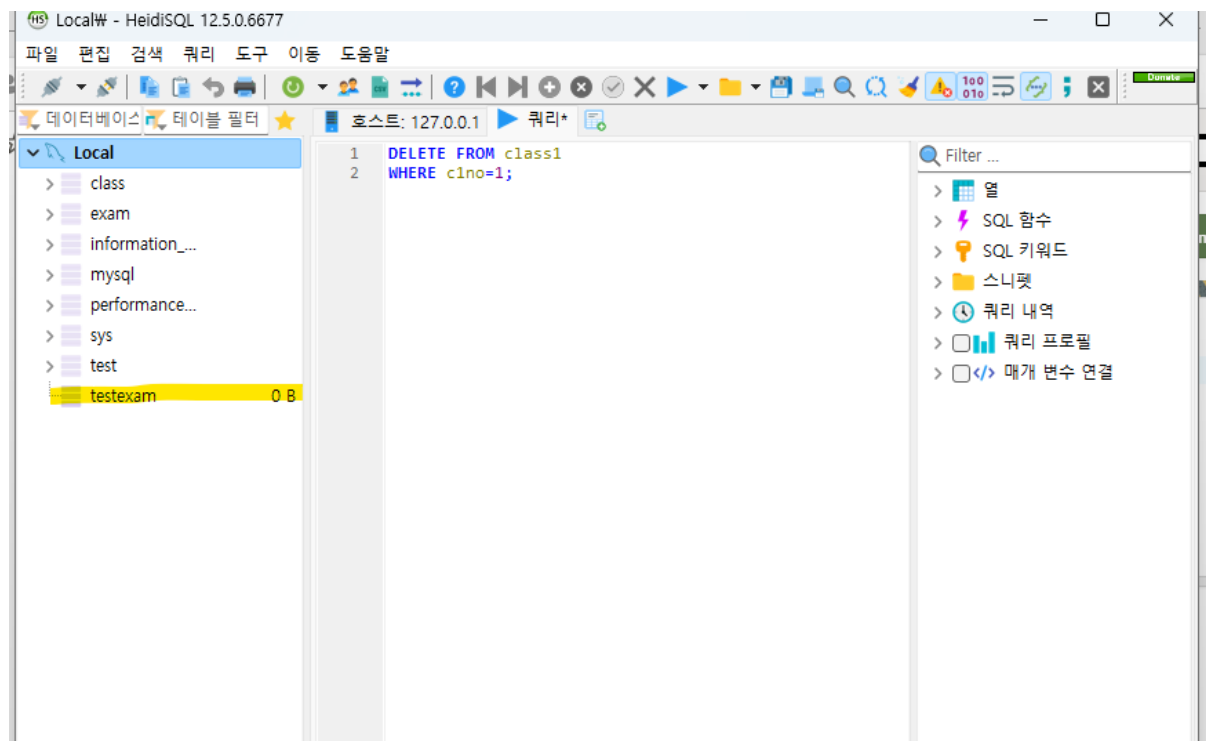 Local₩ - HeidiSQL 12.5.0.6677
파일 편집 검색 쿼리 도구 이동 도움말
Donate
데이터베이스 테이블 필터
호스트: 127.0.0.1 쿼리*
Local
class
exam
information_...
mysql
performance...
sys
test
testexam 0 B
1 DELETE FROM class1
2 WHERE c1no=1;
Filter ...
열
SQL 함수
SQL 키워드
스니펫
쿼리 내역
쿼리 프로필
매개 변수 연결